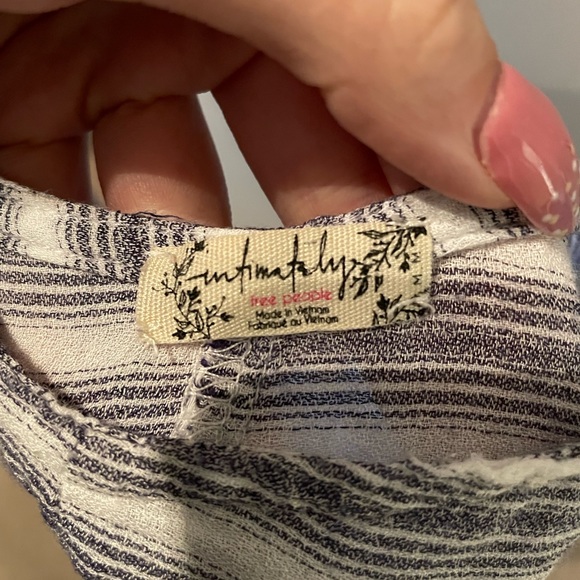 intimately
free people
Made in Vietnam
Fabriqué au Vietnam
M M M